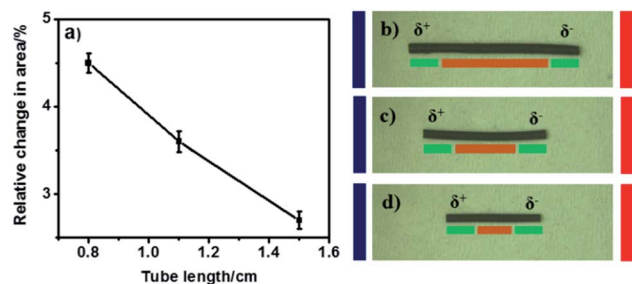 a)
Relative change in area/%
5
4
3
0.8
1.0
1.2
1.4
1.6
Tube length/cm
b)
δ+ δ-
c)
δ+ δ-
d)
δ+ δ-